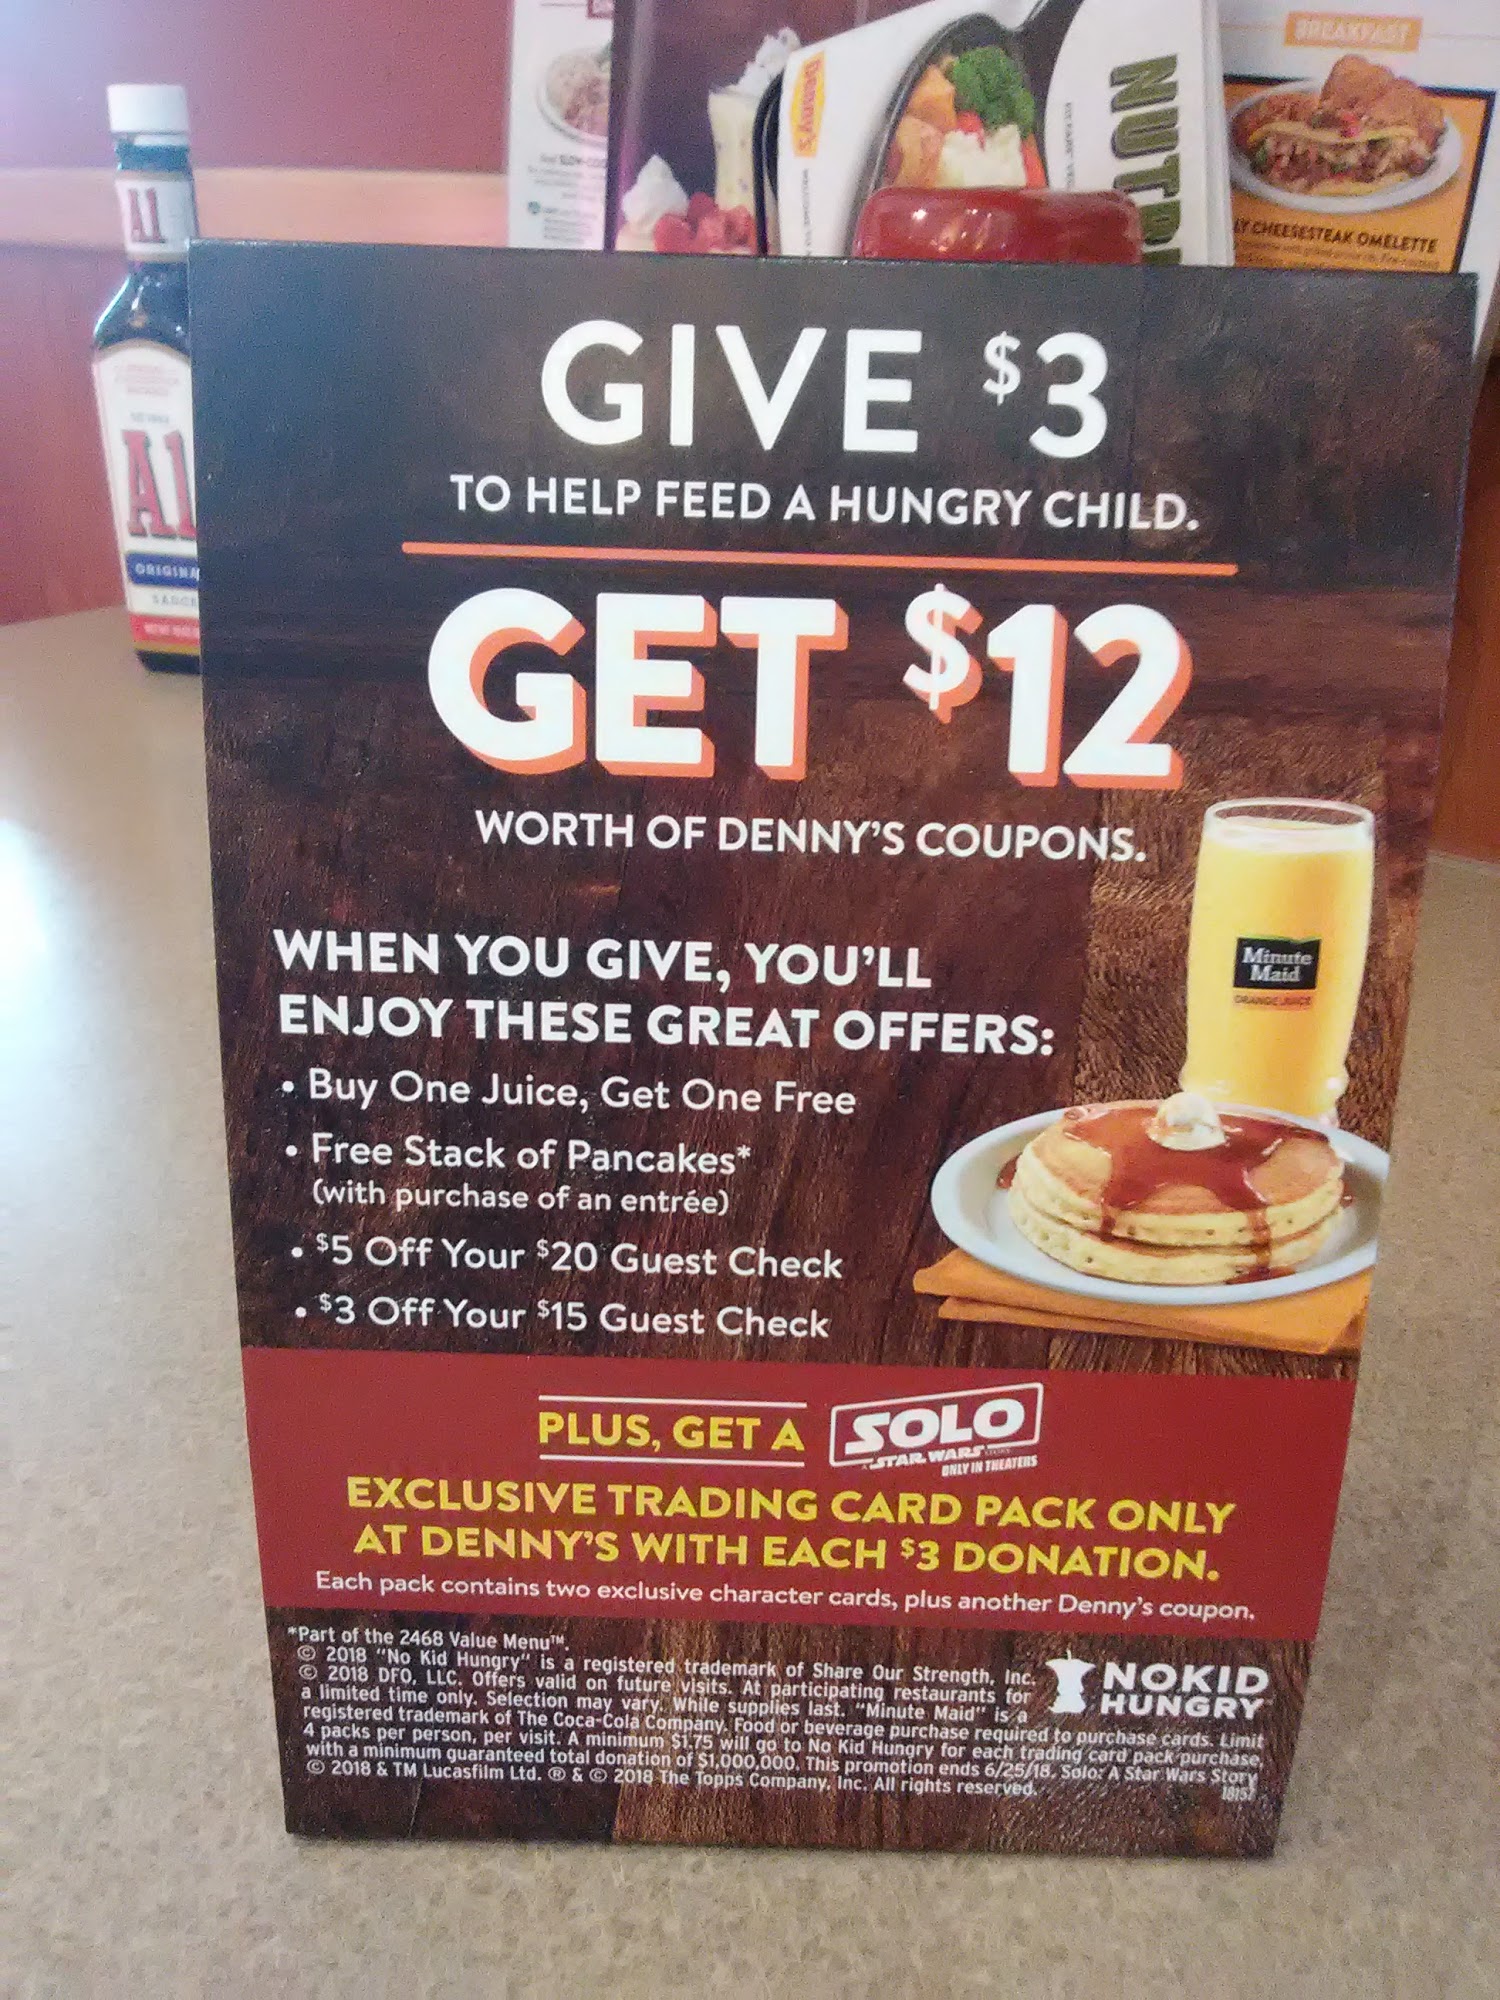 BREAKFAST
Denny's
NUTR
Y CHEESESTEAK OMELETTE
A1
A1
ORIGINA
SAUCE
GIVE $3
TO HELP FEED A HUNGRY CHILD.
GET $12
WORTH OF DENNY'S COUPONS.
WHEN YOU GIVE, YOU'LL
ENJOY THESE GREAT OFFERS:
• Buy One Juice, Get One Free
• Free Stack of Pancakes*
(with purchase of an entrée)
• $5 Off Your $20 Guest Check
• $3 Off Your $15 Guest Check
Minute
Maid
ORANGE JUICE
PLUS, GET A SOLO
A STAR WARS STORY
ONLY IN THEATERS
EXCLUSIVE TRADING CARD PACK ONLY
AT DENNY'S WITH EACH $3 DONATION.
Each pack contains two exclusive character cards, plus another Denny's coupon.
*Part of the 2468 Value Menu™.
© 2018 "No Kid Hungry" is a registered trademark of Share Our Strength, Inc.
© 2018 DFO, LLC. Offers valid on future visits. At participating restaurants for
a limited time only. Selection may vary. While supplies last. "Minute Maid" is a
registered trademark of The Coca-Cola Company. Food or beverage purchase required to purchase cards. Limit
4 packs per person, per visit. A minimum $1.75 will go to No Kid Hungry for each trading card pack purchase,
with a minimum guaranteed total donation of $1,000,000. This promotion ends 6/25/18. Solo: A Star Wars Story
© 2018 & TM Lucasfilm Ltd. ® & © 2018 The Topps Company, Inc. All rights reserved.
18157
NO KID
HUNGRY